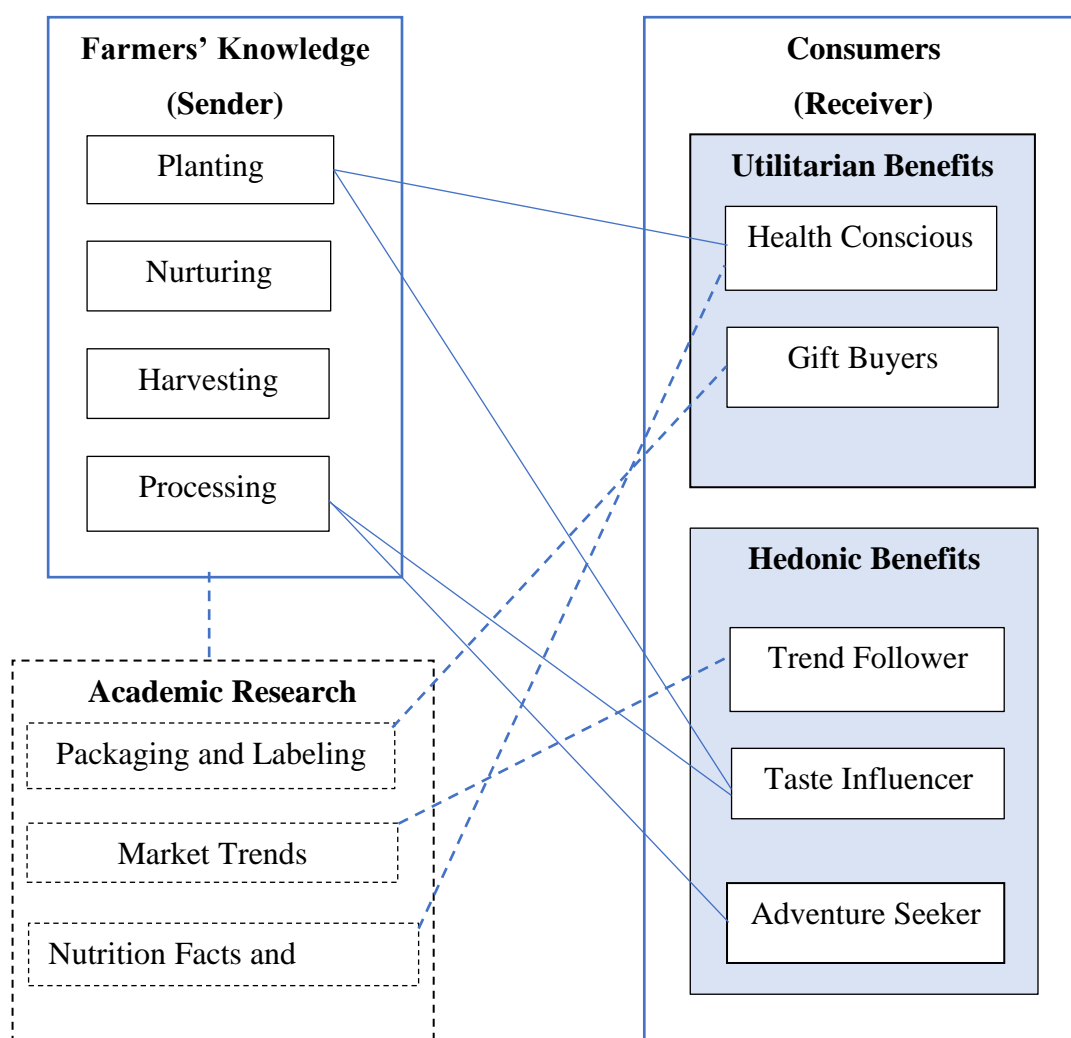 Farmers’ Knowledge
(Sender)
Planting
Nurturing
Harvesting
Processing
Academic Research
Packaging and Labeling
Market Trends
Nutrition Facts and
Consumers
(Receiver)
Utilitarian Benefits
Health Conscious
Gift Buyers
Hedonic Benefits
Trend Follower
Taste Influencer
Adventure Seeker